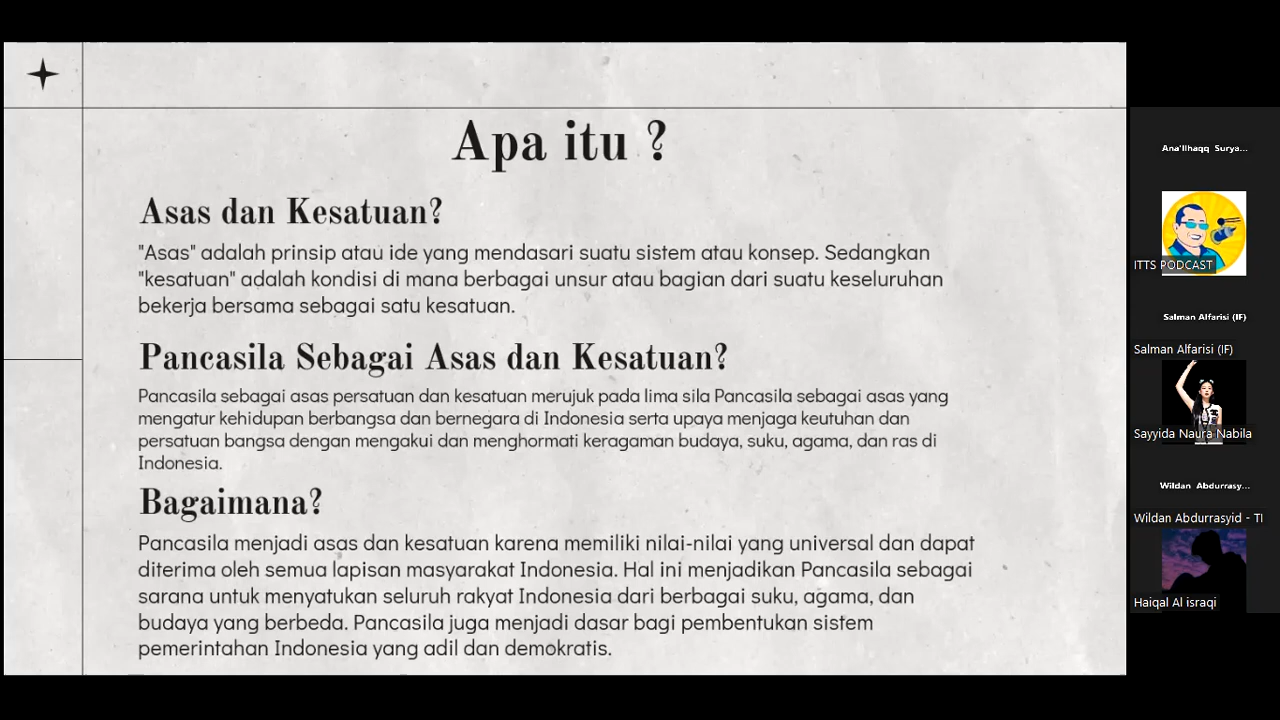 Apa itu ?
Asas dan Kesatuan?
"Asas" adalah prinsip atau ide yang mendasari suatu sistem atau konsep. Sedangkan
"kesatuan" adalah kondisi di mana berbagai unsur atau bagian dari suatu keseluruhan
bekerja bersama sebagai satu kesatuan.
Pancasila Sebagai Asas dan Kesatuan?
Pancasila sebagai asas persatuan dan kesatuan merujuk pada lima sila Pancasila sebagai asas yang
mengatur kehidupan berbangsa dan bernegara di Indonesia serta upaya menjaga keutuhan dan
persatuan bangsa dengan mengakui dan menghormati keragaman budaya, suku, agama, dan ras di
Indonesia.
Bagaimana?
Pancasila menjadi asas dan kesatuan karena memiliki nilai-nilai yang universal dan dapat
diterima oleh semua lapisan masyarakat Indonesia. Hal ini menjadikan Pancasila sebagai
sarana untuk menyatukan seluruh rakyat Indonesia dari berbagai suku, agama, dan
budaya yang berbeda. Pancasila juga menjadi dasar bagi pembentukan sistem
pemerintahan Indonesia yang adil dan demokratis.
Ana'llhaqq Surya...
ITTS PODCAST
Salman Alfarisi (IF)
Salman Alfarisi (IF)
Sayyida Naura Nabila
Wildan Abdurrasy...
Wildan Abdurrasyid - TI
Haiqal Al israqi